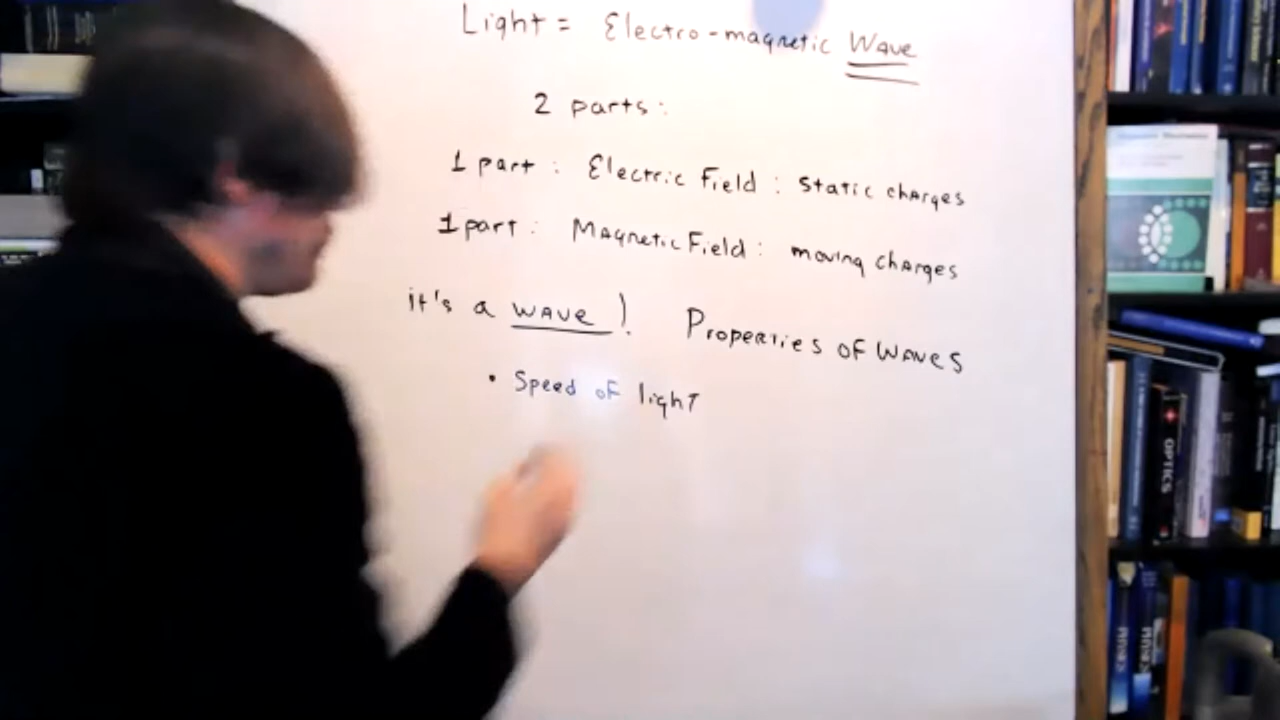 Light = Electro-magnetic Wave
2 parts:
1 part : Electric Field : static charges
1 part : Magnetic Field : moving charges
it's a wave! Properties of waves
• Speed of light
OPTICS